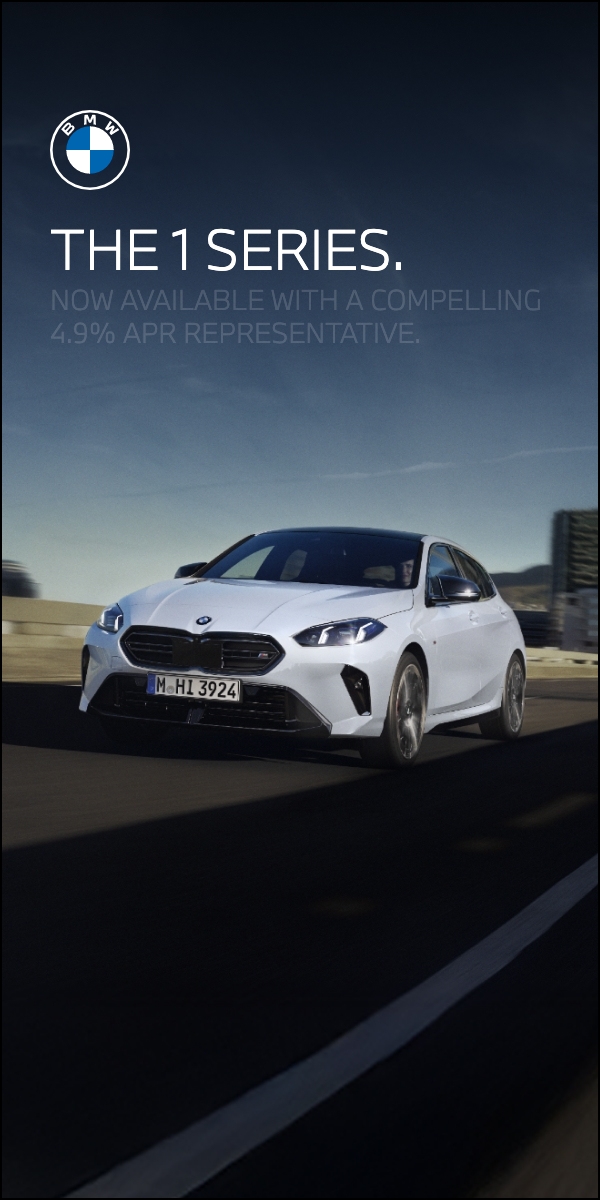 BMW
THE 1 SERIES.
NOW AVAILABLE WITH A COMPELLING
4.9% APR REPRESENTATIVE.
M HI 3924